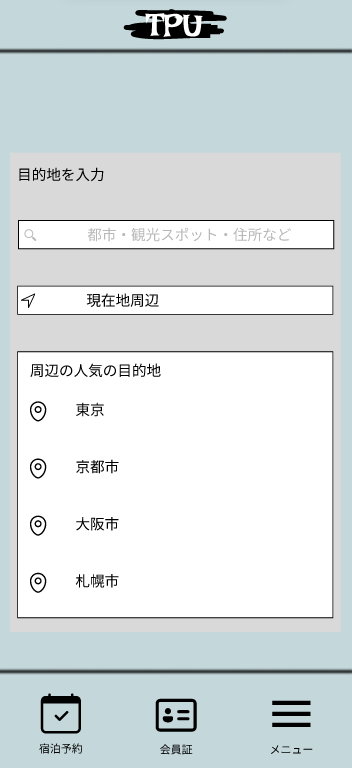 TPU
目的地を入力
都市・観光スポット・住所など
現在地周辺
周辺の人気の目的地
東京
京都市
大阪市
札幌市
宿泊予約
会員証
メニュー